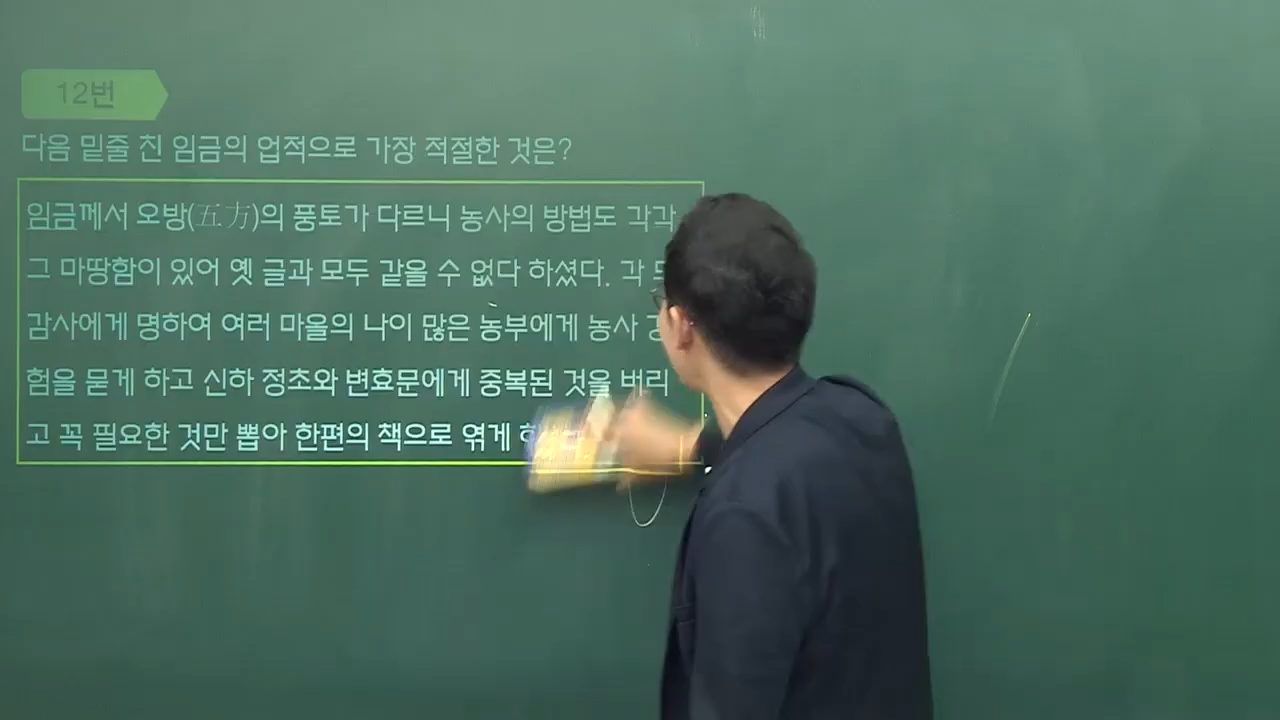 12번
다음 밑줄 친 임금의 업적으로 가장 적절한 것은?
임금께서 오방(五方)의 풍토가 다르니 농사의 방법도 각각
그 마땅함이 있어 옛 글과 모두 같을 수 없다 하셨다. 각
감사에게 명하여 여러 마을의 나이 많은 농부에게 농사
험을 묻게 하고 신하 정초와 변효문에게 중복된 것을 버리
고 꼭 필요한 것만 뽑아 한편의 책으로 엮게